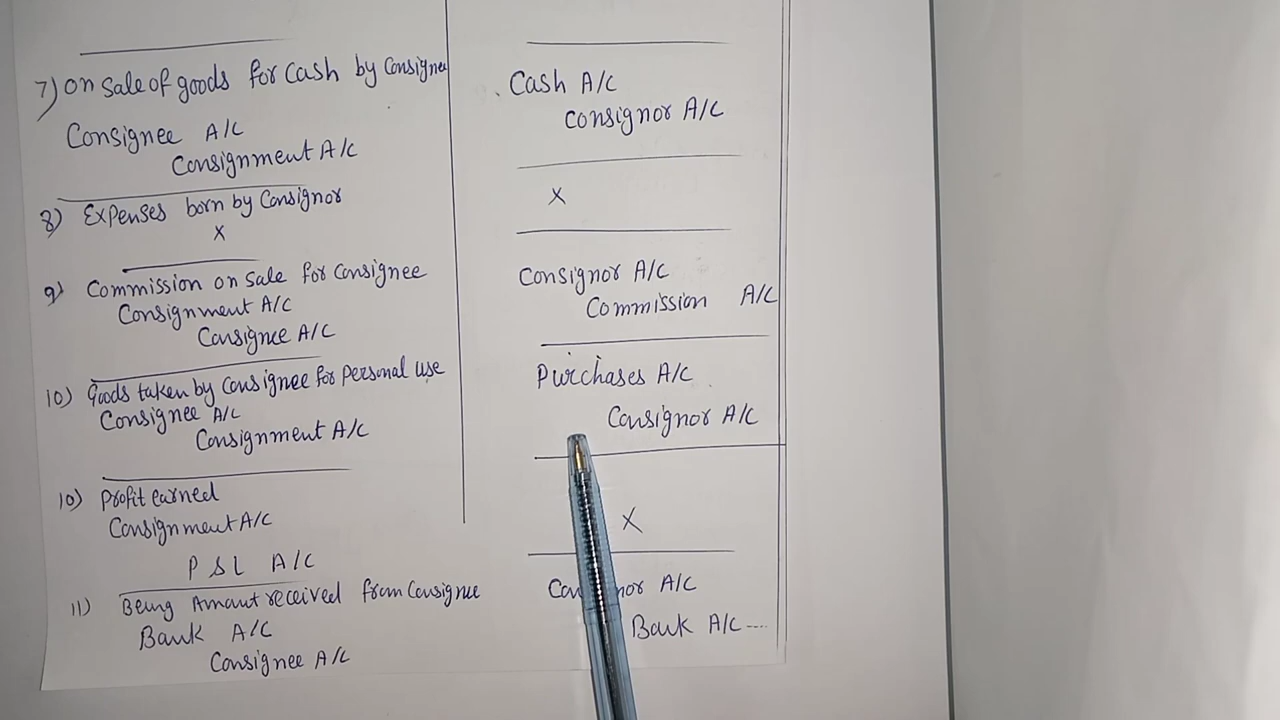 7) On Sale of goods for Cash by Consignee
Consignee A/C
Consignment A/C
Cash A/C
Consignor A/C
8) Expenses born by Consignor
X
X
9) Commission on Sale for Consignee
Consignment A/C
Consignee A/C
Consignor A/C
Commission A/C
10) Goods taken by Consignee for Personal Use
Consignee A/C
Consignment A/C
Purchases A/C
Consignor A/C
10) Profit earned
Consignment A/C
P & L A/C
X
11) Being Amount received from Consignee
Bank A/C
Consignee A/C
A/C
Bank A/C ----